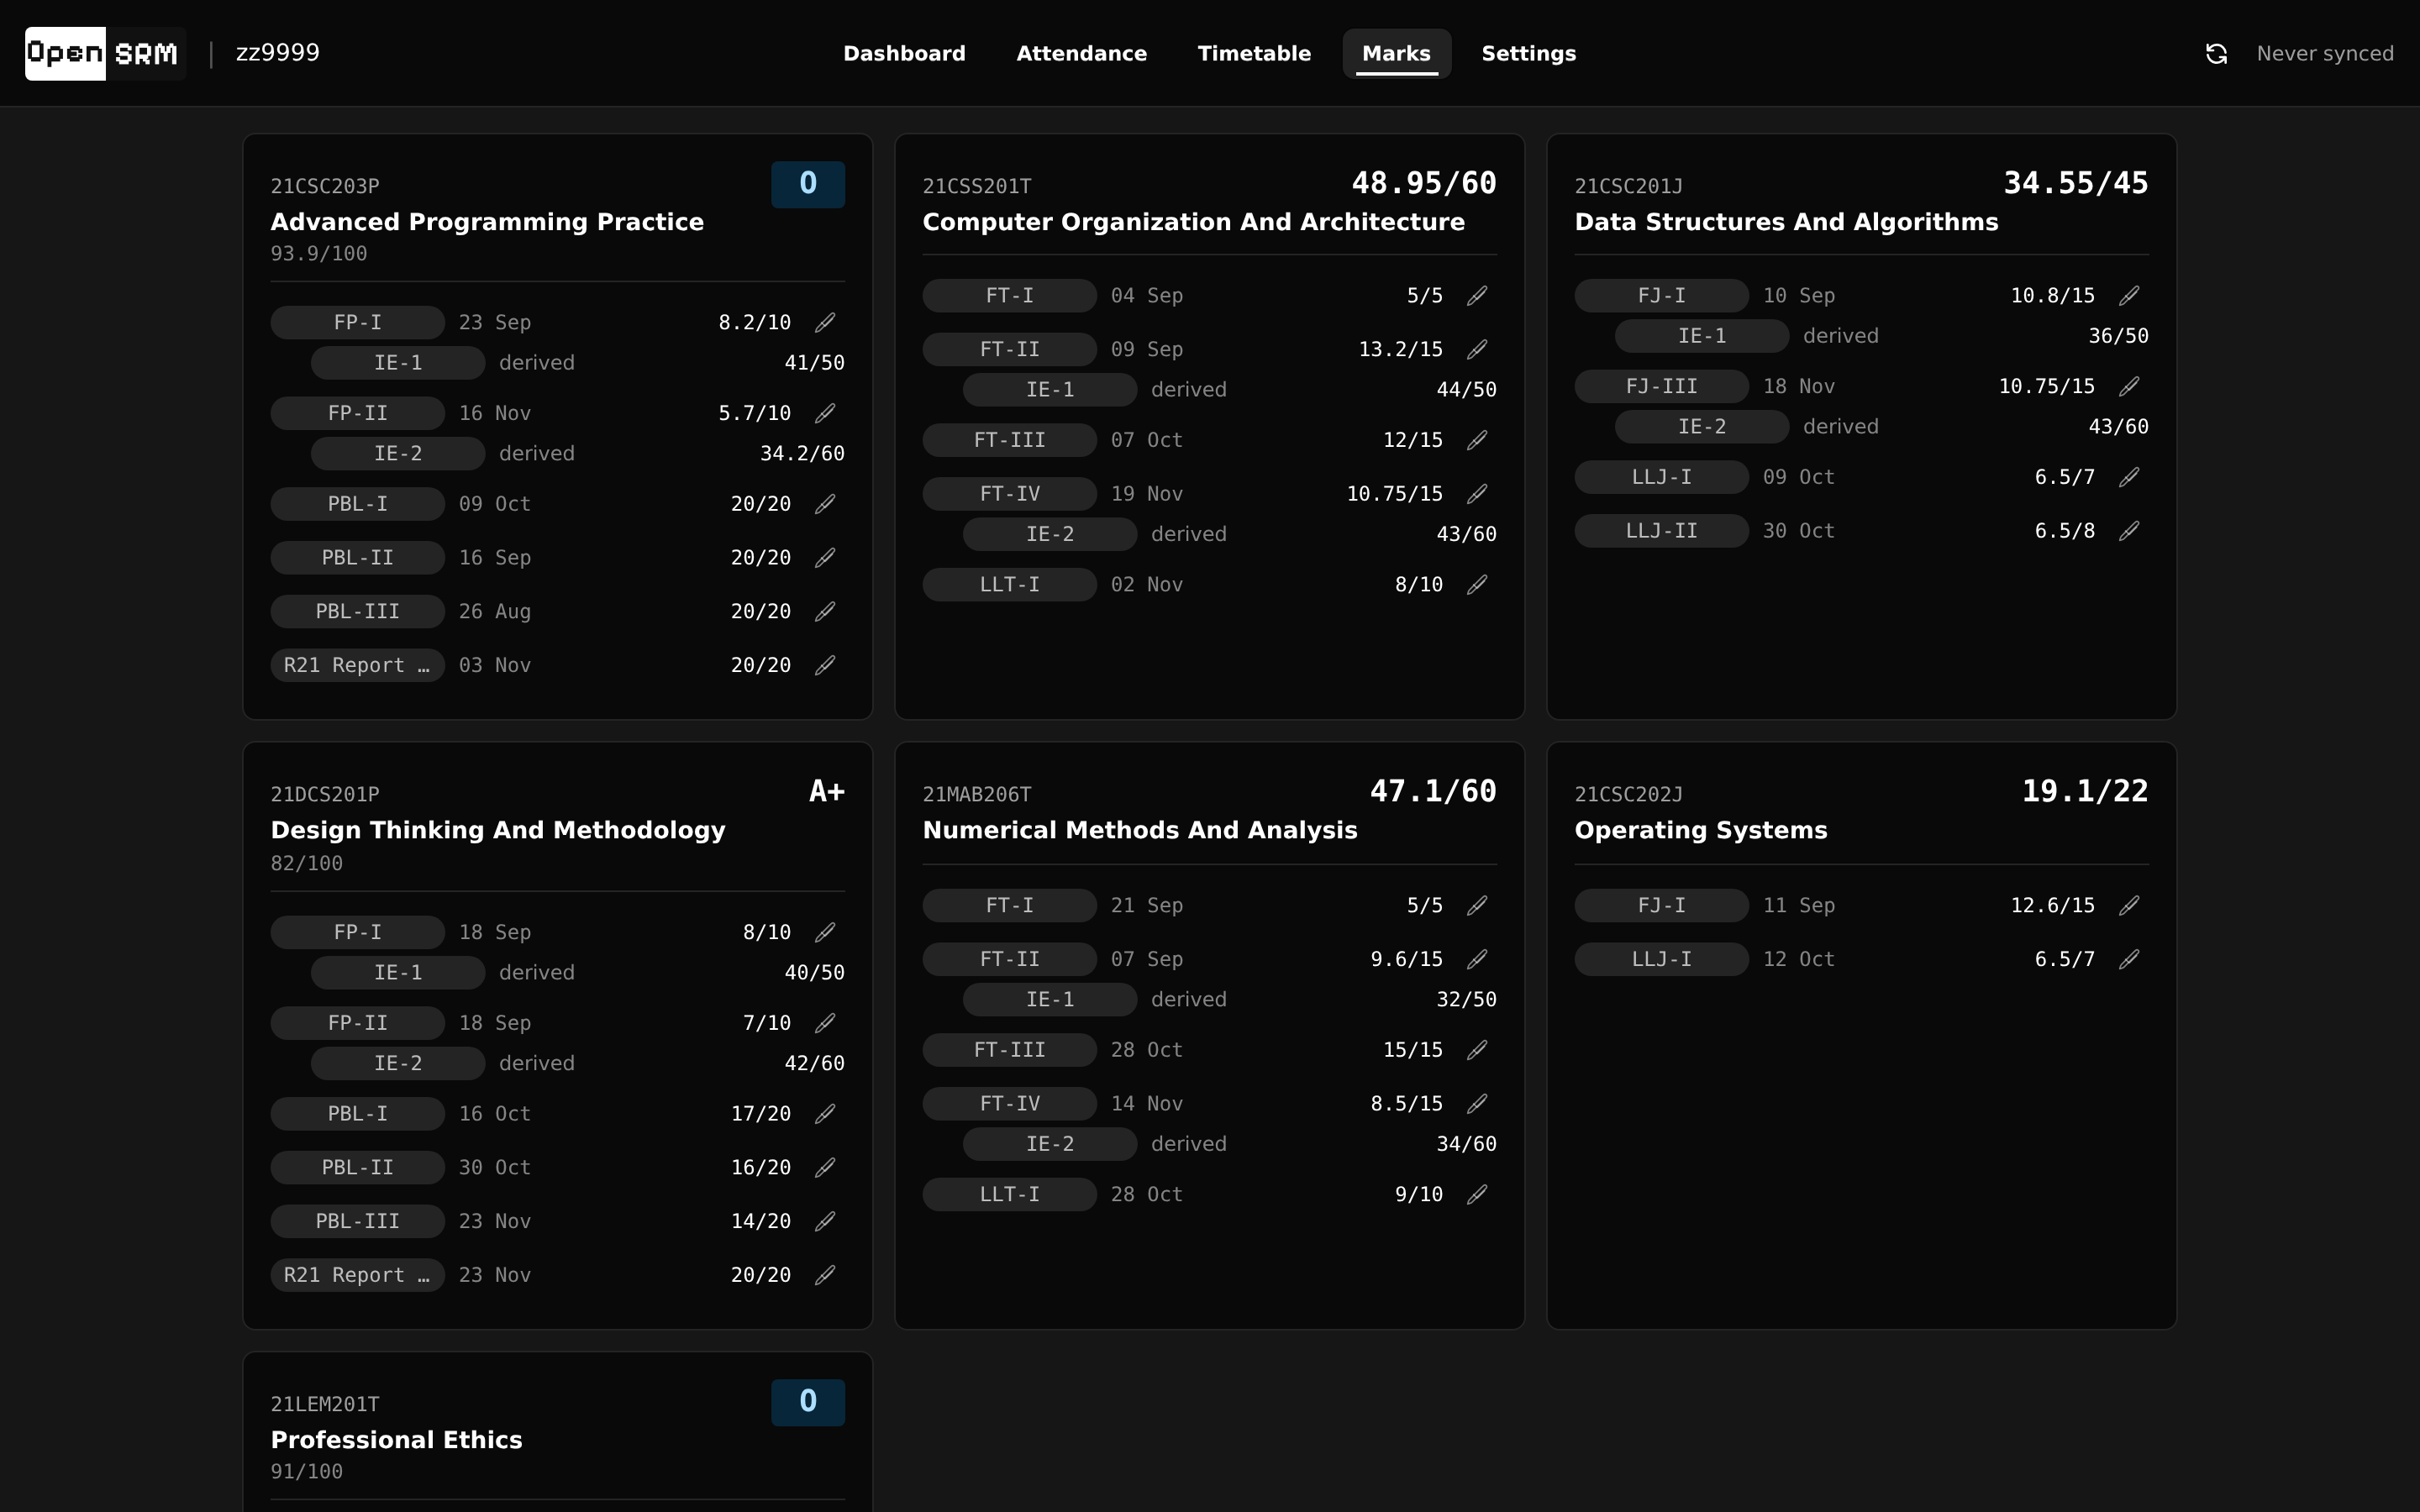 Open SRM | zz9999 Dashboard Attendance Timetable Marks Settings Never synced
21CSC203P O
Advanced Programming Practice
93.9/100
FP-I 23 Sep 8.2/10
IE-1 derived 41/50
FP-II 16 Nov 5.7/10
IE-2 derived 34.2/60
PBL-I 09 Oct 20/20
PBL-II 16 Sep 20/20
PBL-III 26 Aug 20/20
R21 Report … 03 Nov 20/20
21CSS201T 48.95/60
Computer Organization And Architecture
FT-I 04 Sep 5/5
FT-II 09 Sep 13.2/15
IE-1 derived 44/50
FT-III 07 Oct 12/15
FT-IV 19 Nov 10.75/15
IE-2 derived 43/60
LLT-I 02 Nov 8/10
21CSC201J 34.55/45
Data Structures And Algorithms
FJ-I 10 Sep 10.8/15
IE-1 derived 36/50
FJ-III 18 Nov 10.75/15
IE-2 derived 43/60
LLJ-I 09 Oct 6.5/7
LLJ-II 30 Oct 6.5/8
21DCS201P A+
Design Thinking And Methodology
82/100
FP-I 18 Sep 8/10
IE-1 derived 40/50
FP-II 18 Sep 7/10
IE-2 derived 42/60
PBL-I 16 Oct 17/20
PBL-II 30 Oct 16/20
PBL-III 23 Nov 14/20
R21 Report … 23 Nov 20/20
21MAB206T 47.1/60
Numerical Methods And Analysis
FT-I 21 Sep 5/5
FT-II 07 Sep 9.6/15
IE-1 derived 32/50
FT-III 28 Oct 15/15
FT-IV 14 Nov 8.5/15
IE-2 derived 34/60
LLT-I 28 Oct 9/10
21CSC202J 19.1/22
Operating Systems
FJ-I 11 Sep 12.6/15
LLJ-I 12 Oct 6.5/7
21LEM201T O
Professional Ethics
91/100